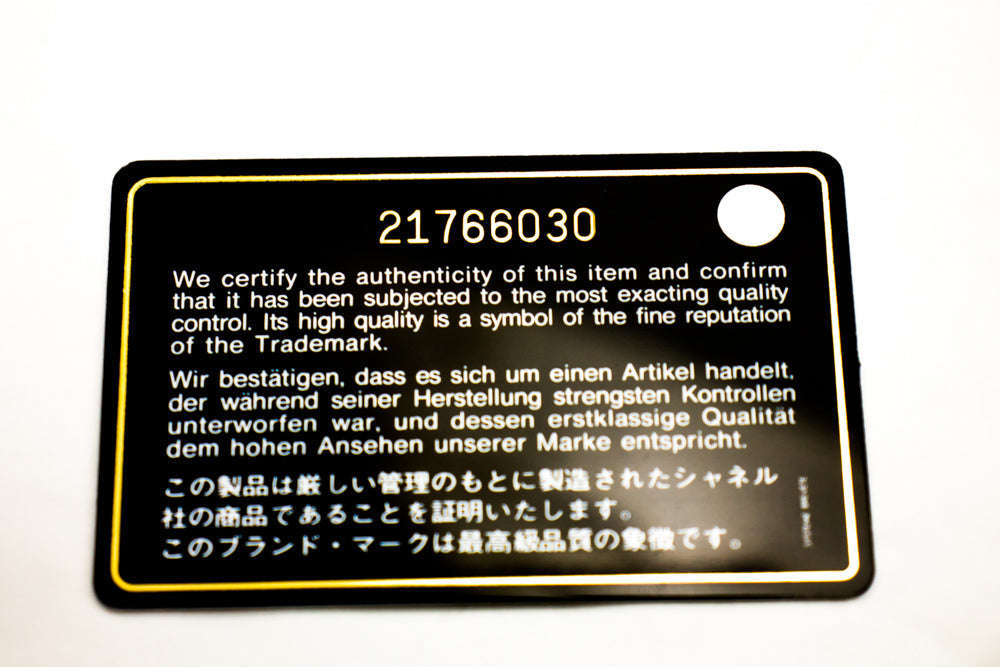 21766030
We certify the authenticity of this item and confirm
that it has been subjected to the most exacting quality
control. Its high quality is a symbol of the fine reputation
of the Trademark.
Wir bestätigen, dass es sich um einen Artikel handelt,
der während seiner Herstellung strengsten Kontrollen
unterworfen war, und dessen erstklassige Qualität
dem hohen Ansehen unserer Marke entspricht.
この製品は厳しい管理のもとに製造されたシャネル
社の商品であることを証明いたします。
このブランド・マークは最高級品質の象徴です。